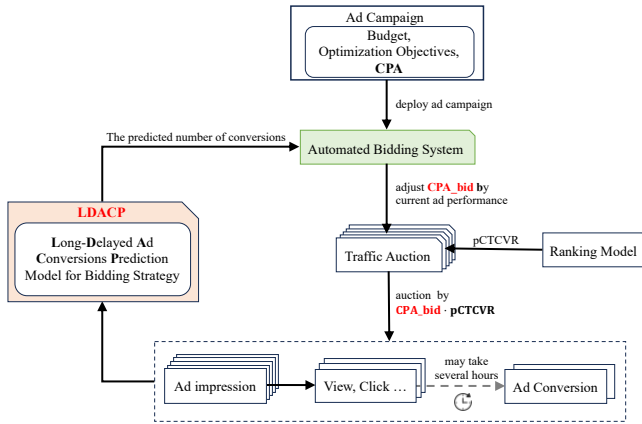 Ad Campaign
Budget,
Optimization Objectives,
CPA
deploy ad campaign
The predicted number of conversions
Automated Bidding System
adjust CPA_bid by
current ad performance
LDACP
Long-Delayed Ad
Conversions Prediction
Model for Bidding Strategy
Traffic Auction
pCTCVR
Ranking Model
auction by
CPA_bid · pCTCVR
Ad impression
View, Click ...
may take
several hours
Ad Conversion